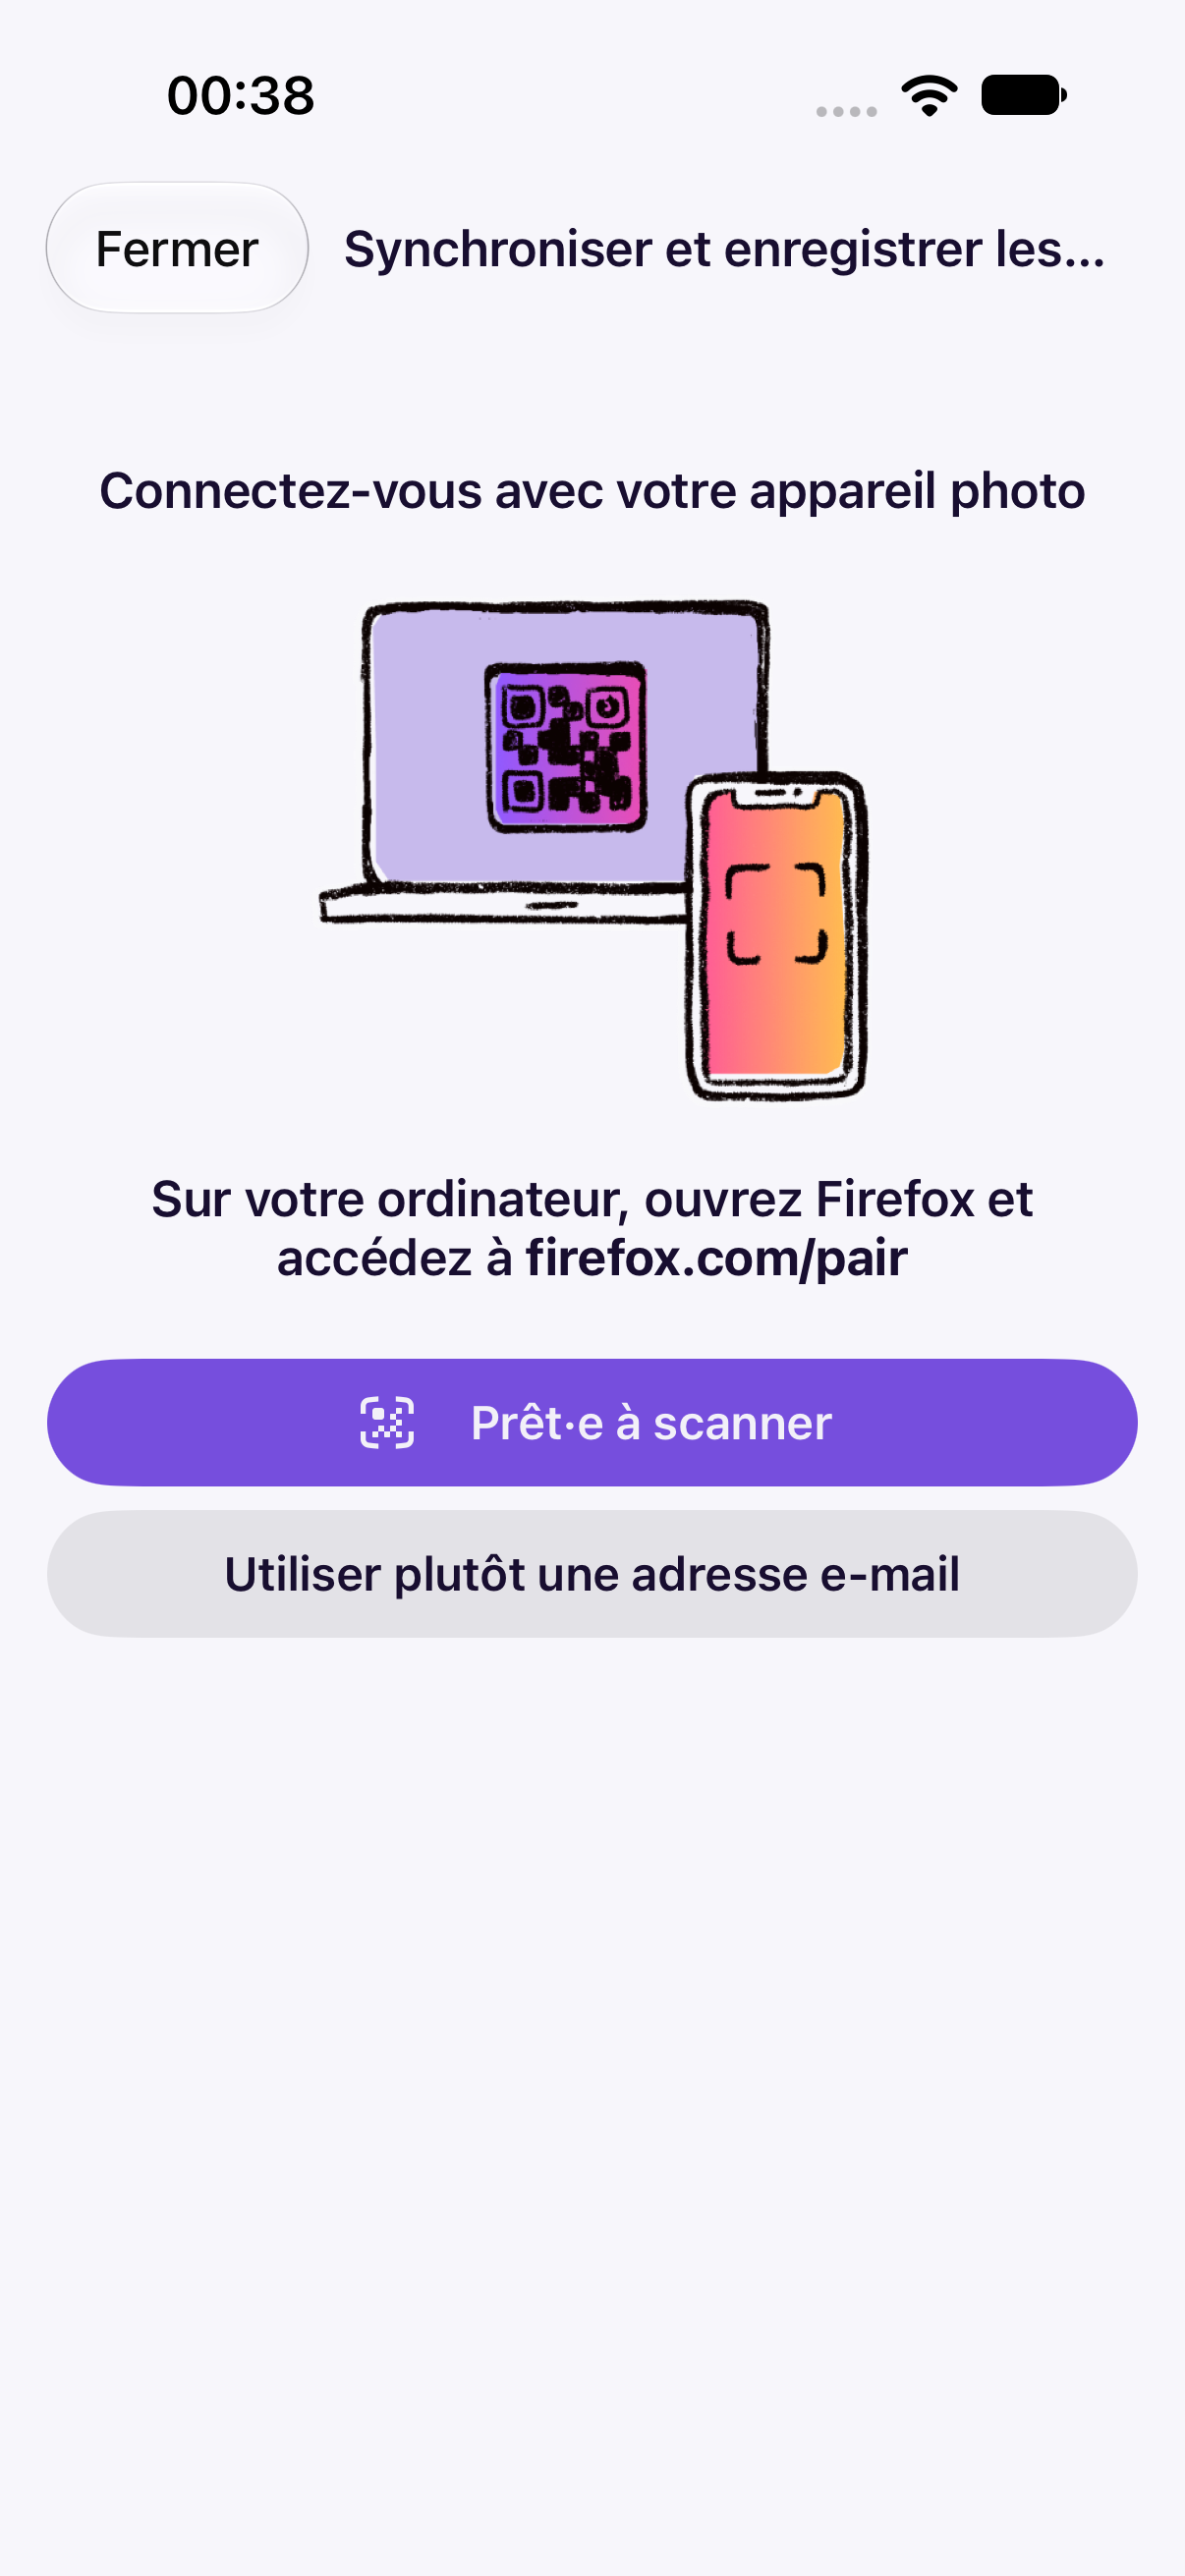 00:38
Fermer
Synchroniser et enregistrer les...
Connectez-vous avec votre appareil photo
Sur votre ordinateur, ouvrez Firefox et
accédez à firefox.com/pair
Prêt·e à scanner
Utiliser plutôt une adresse e-mail